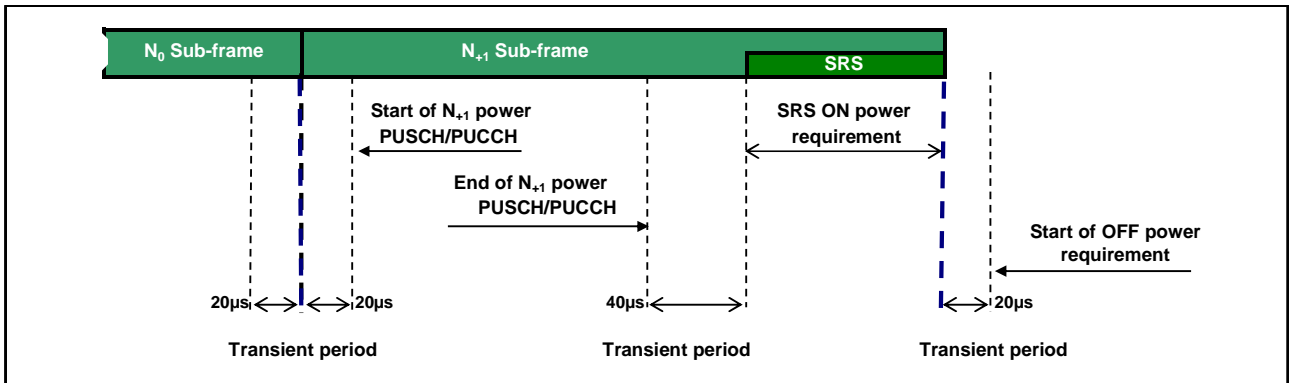 N₀ Sub-frame
N₊₁ Sub-frame
SRS
Start of N₊₁ power
PUSCH/PUCCH
SRS ON power
requirement
End of N₊₁ power
PUSCH/PUCCH
Start of OFF power
requirement
20µs
20µs
40µs
20µs
Transient period
Transient period
Transient period